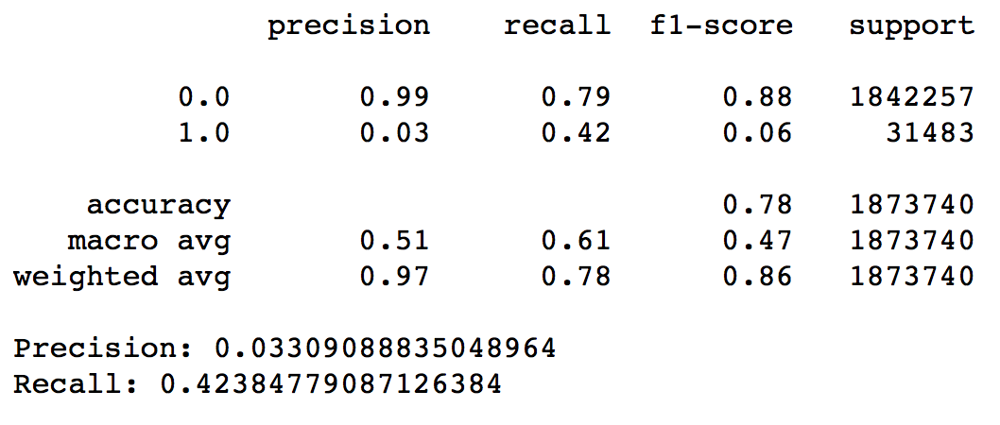 precision recall f1-score support
0.0 0.99 0.79 0.88 1842257
1.0 0.03 0.42 0.06 31483
accuracy 0.78 1873740
macro avg 0.51 0.61 0.47 1873740
weighted avg 0.97 0.78 0.86 1873740
Precision: 0.03309088835048964
Recall: 0.42384779087126384